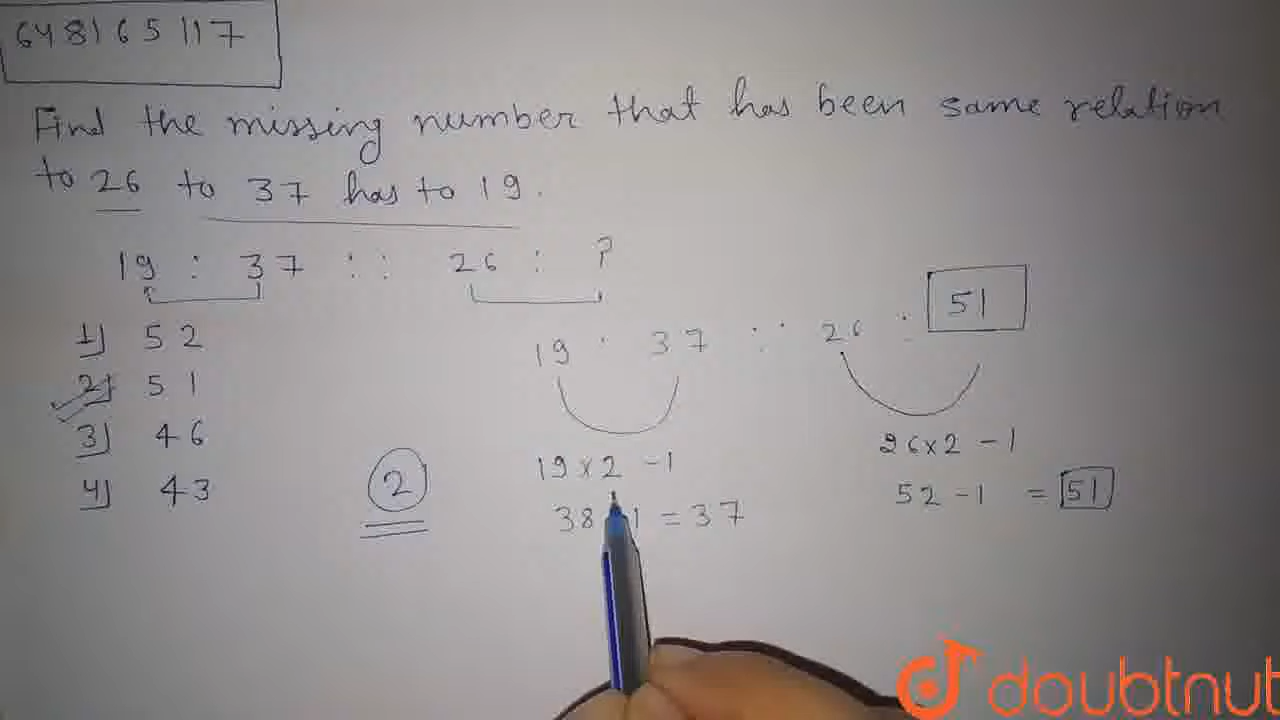 648165117
Find the missing number that has been same relation
to 26 to 37 has to 19.
19 : 37 :: 26 : ?
1) 52
2) 51
3) 46
4) 43
2
19 : 37 :: 26 : 51
19×2 -1
38-1 = 37
26×2 -1
52-1 = 51
doubtnut